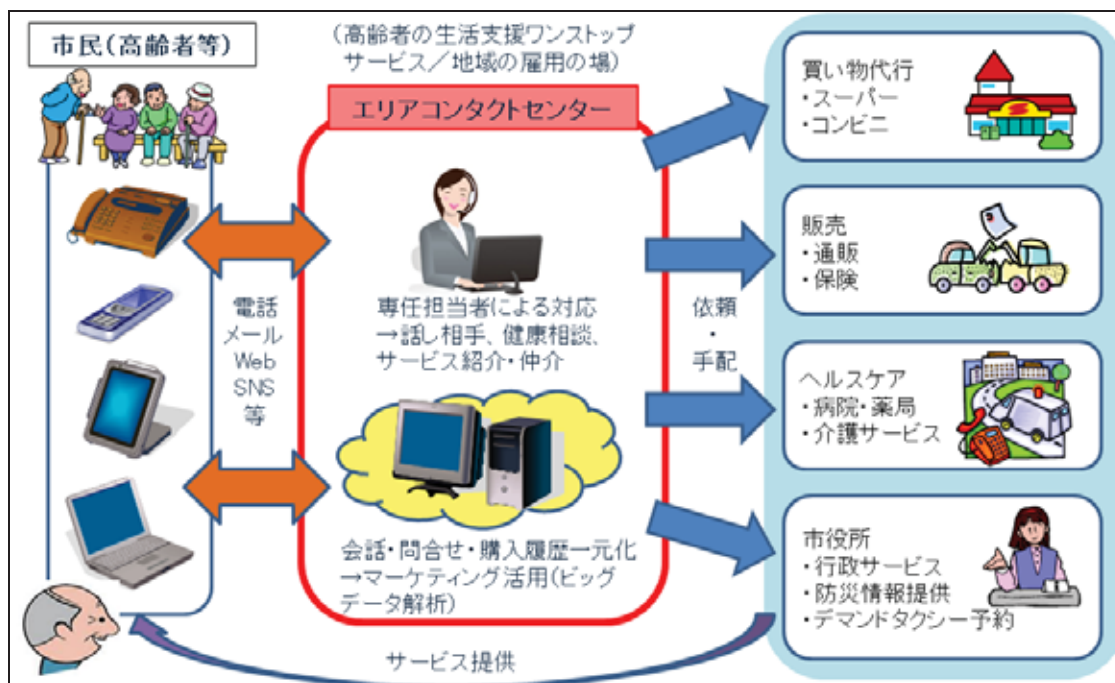 市民(高齢者等)
(高齢者の生活支援ワンストップ
サービス/地域の雇用の場)
エリアコンタクトセンター
電話
メール
Web
SNS
等
専任担当者による対応
→話し相手、健康相談、
サービス紹介・仲介
会話・問合せ・購入履歴一元化
→マーケティング活用(ビッグ
データ解析)
依頼
・
手配
買い物代行
・スーパー
・コンビニ
販売
・通販
・保険
ヘルスケア
・病院・薬局
・介護サービス
市役所
・行政サービス
・防災情報提供
・デマンドタクシー予約
サービス提供